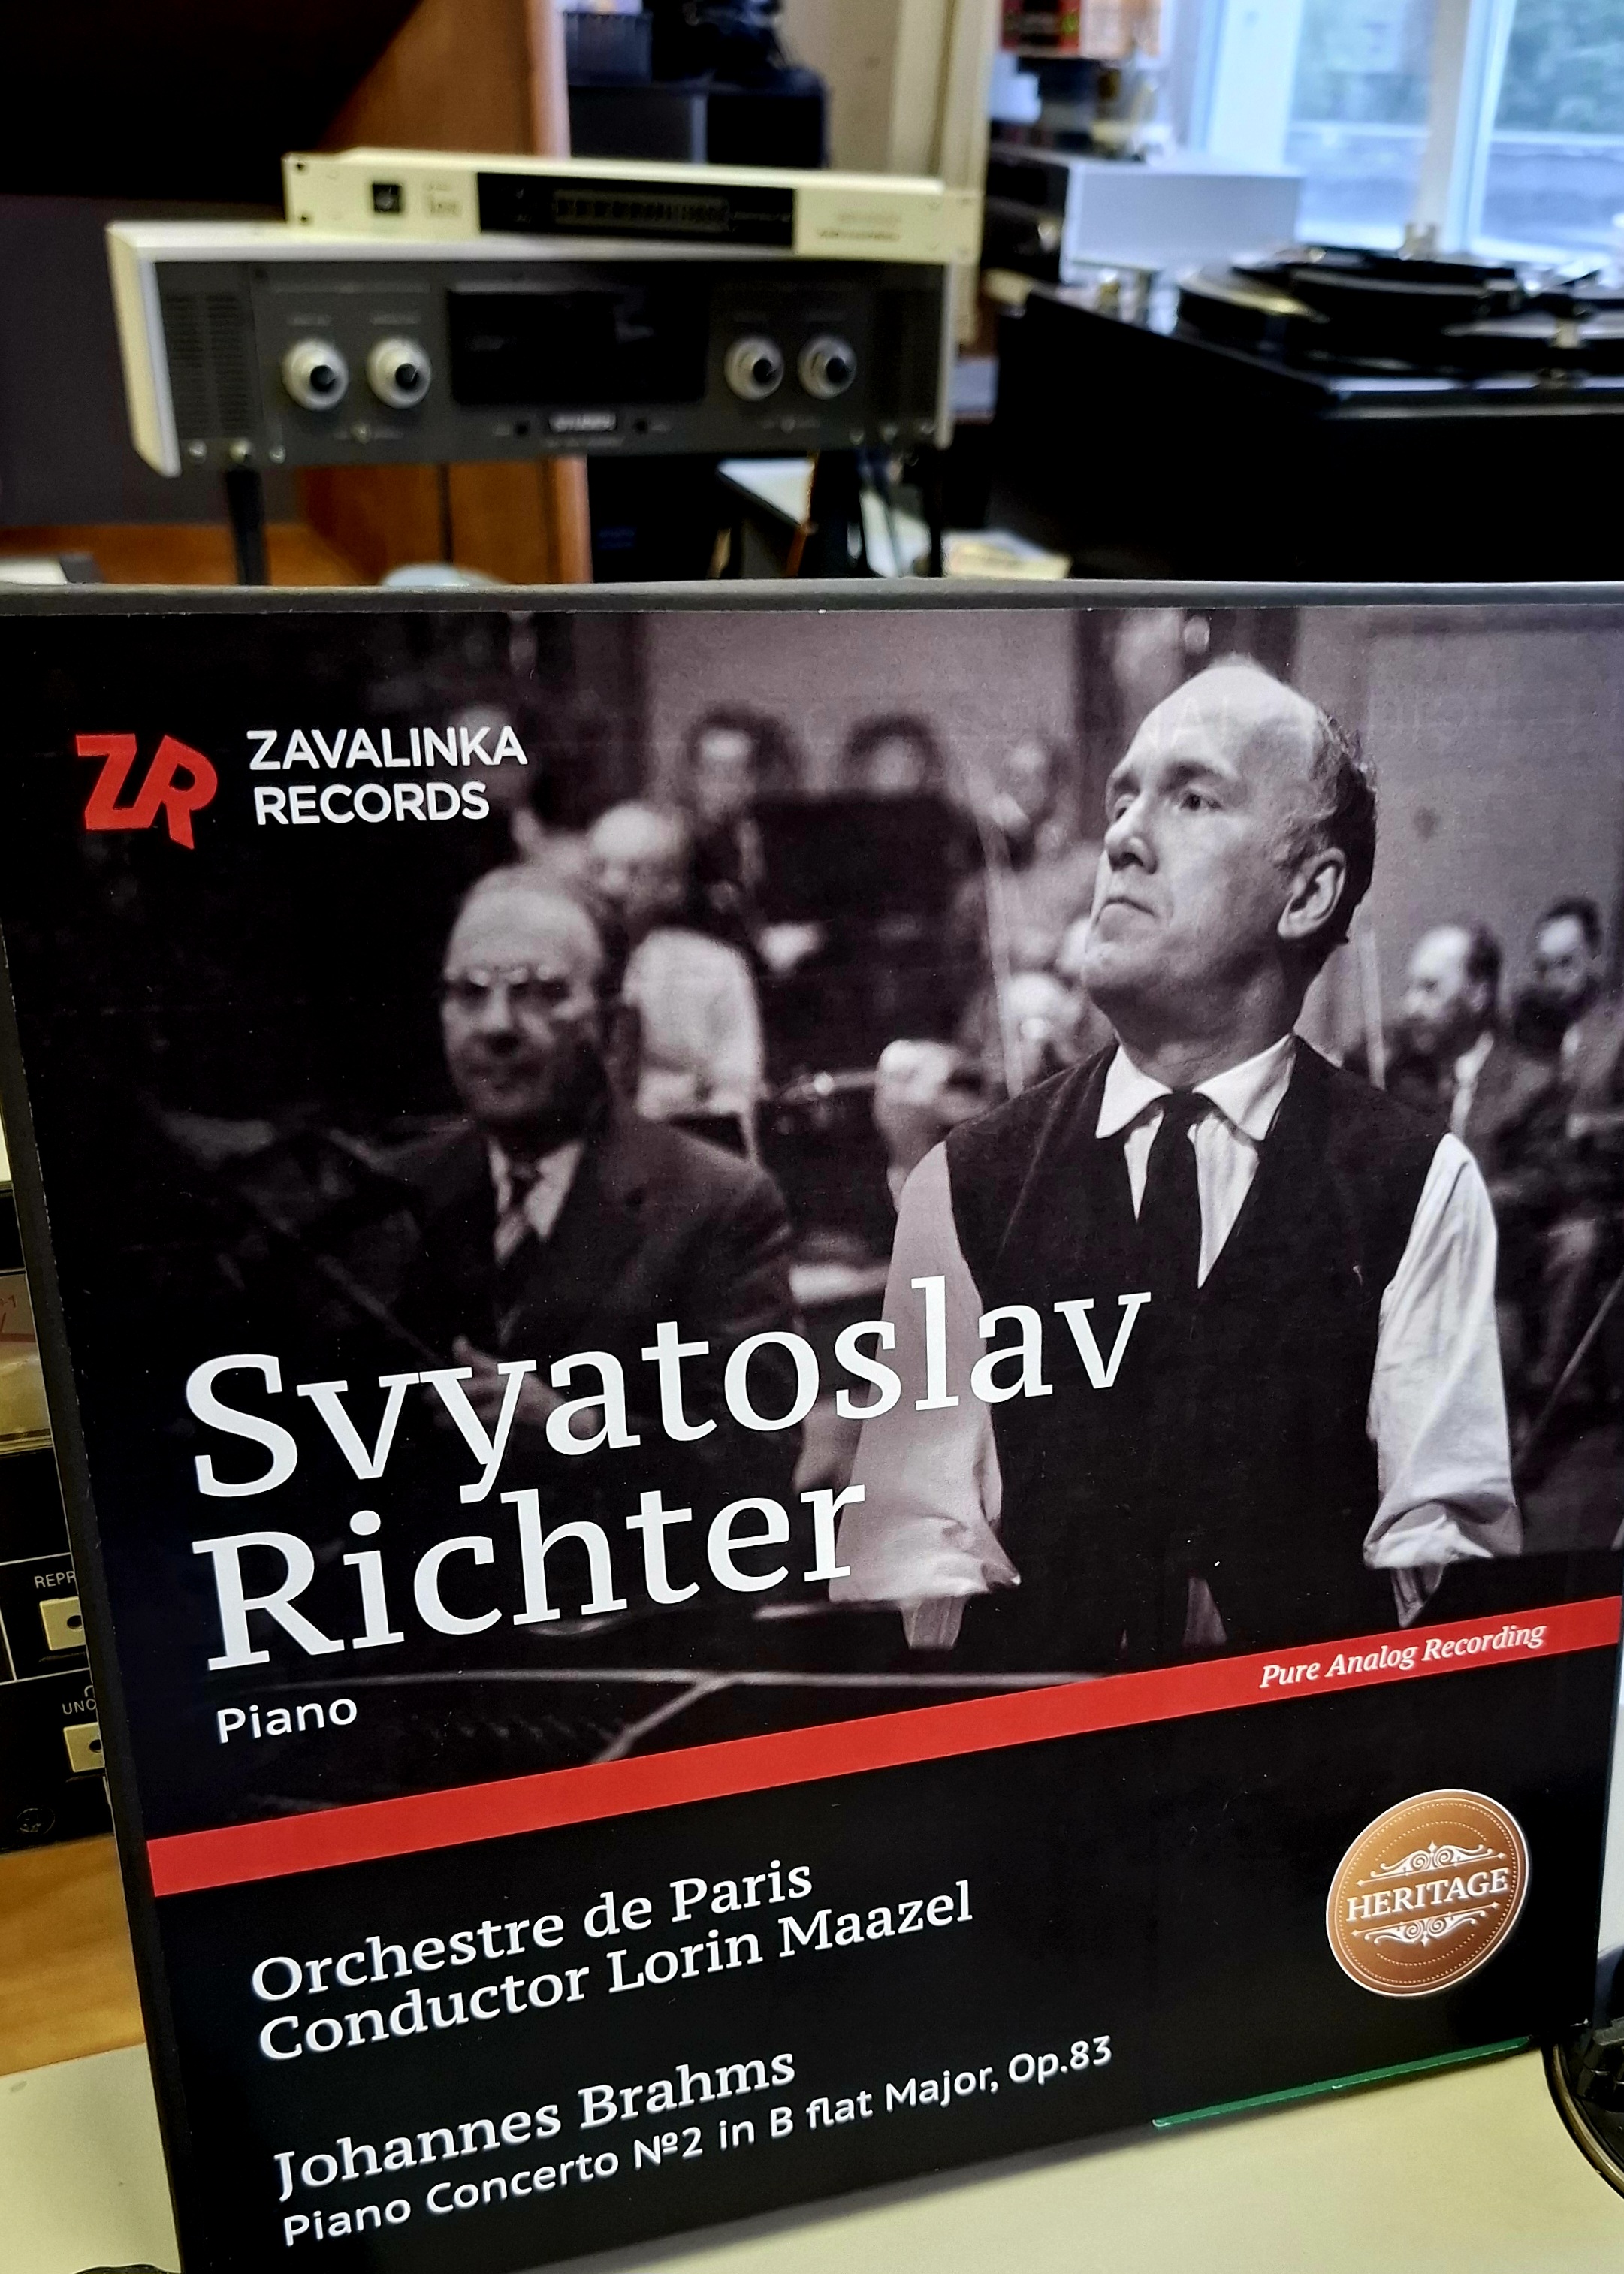 ZAVALINKA
RECORDS
Svyatoslav
Richter
Piano
Pure Analog Recording
Orchestre de Paris
Conductor Lorin Maazel
HERITAGE
Johannes Brahms
Piano Concerto №2 in B flat Major, Op.83